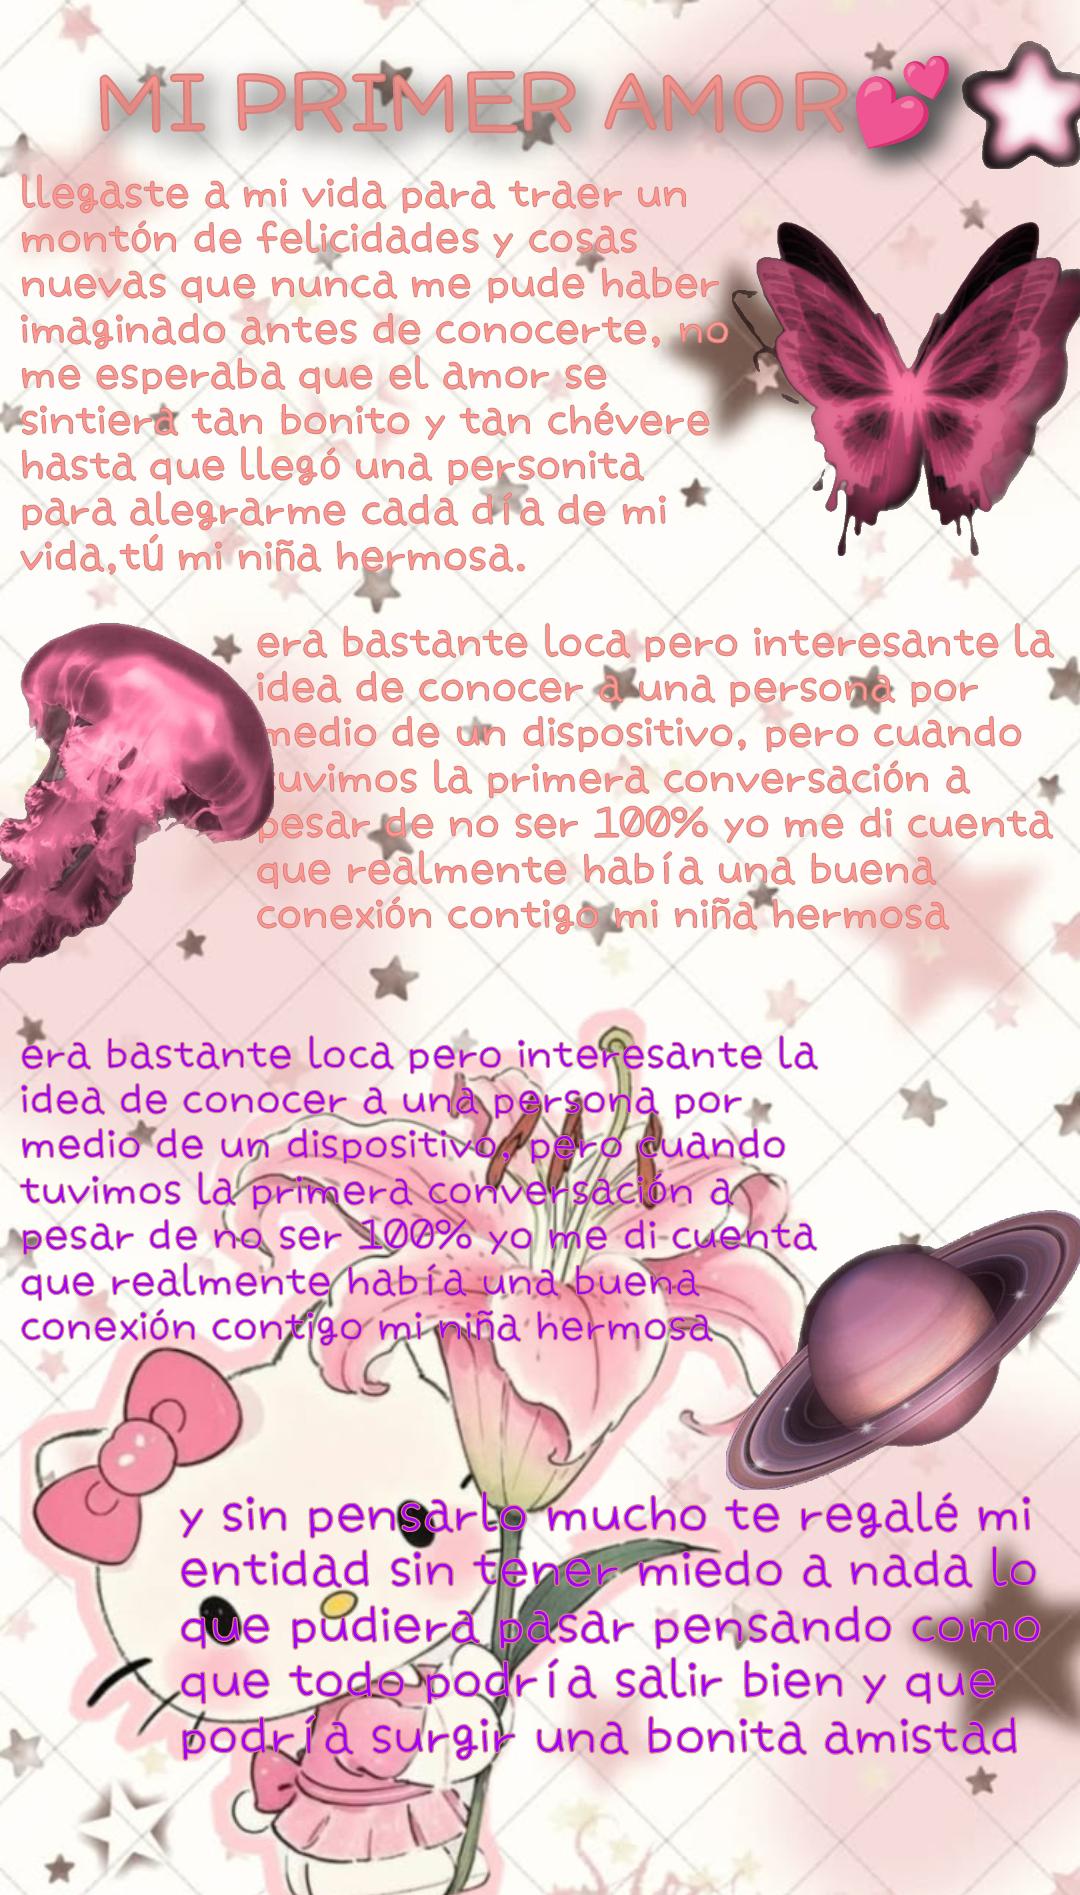 MI PRIMER AMOR💕
llegaste a mi vida para traer un
montón de felicidades y cosas
nuevas que nunca me pude haber
imaginado antes de conocerte, no
me esperaba que el amor se
sintiera tan bonito y tan chévere
hasta que llegó una personita
para alegrarme cada día de mi
vida,tÚ mi niña hermosa.
era bastante loca pero interesante la
idea de conocer a una persona por
medio de un dispositivo, pero cuando
tuvimos la primera conversación a
pesar de no ser 100% yo me di cuenta
que realmente había una buena
conexión contigo mi niña hermosa
era bastante loca pero interesante la
idea de conocer a una persona por
medio de un dispositivo, pero cuando
tuvimos la primera conversación a
pesar de no ser 100% yo me di cuenta
que realmente había una buena
conexión contigo mi niña hermosa
y sin pensarlo mucho te regalé mi
entidad sin tener miedo a nada lo
que pudiera pasar pensando como
que todo podría salir bien y que
podría surgir una bonita amistad